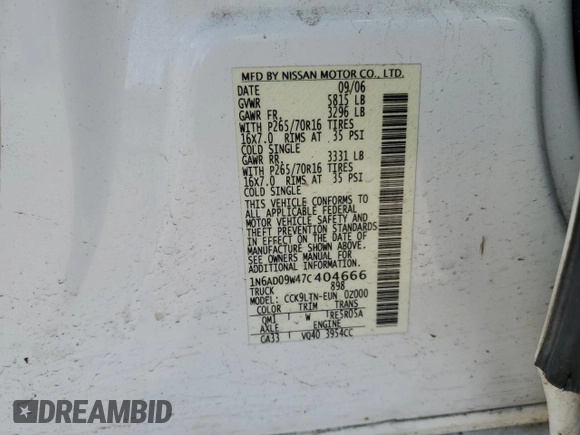 MFD BY NISSAN MOTOR CO., LTD.
DATE 09/06
GVWR 5815 LB
GAWR FR. 3296 LB
WITH P265/70R16 TIRES
16X7.0 RIMS AT 35 PSI
COLD SINGLE
GAWR RR. 3331 LB
WITH P265/70R16 TIRES
16X7.0 RIMS AT 35 PSI
COLD SINGLE
THIS VEHICLE CONFORMS TO
ALL APPLICABLE FEDERAL
MOTOR VEHICLE SAFETY AND
THEFT PREVENTION STANDARDS
IN EFFECT ON THE DATE OF
MANUFACTURE SHOWN ABOVE.
SEE OWNER'S MANUAL FOR
ADDITIONAL INFORMATION.
1N6AD09W47C404666
TRUCK 898
MODEL: CCK9LTN-EUN 0Z000
COLOR TRIM TRANS
QM1 W RE5R05A
AXLE ENGINE
CA33 VQ40 3954CC
DREAMBID